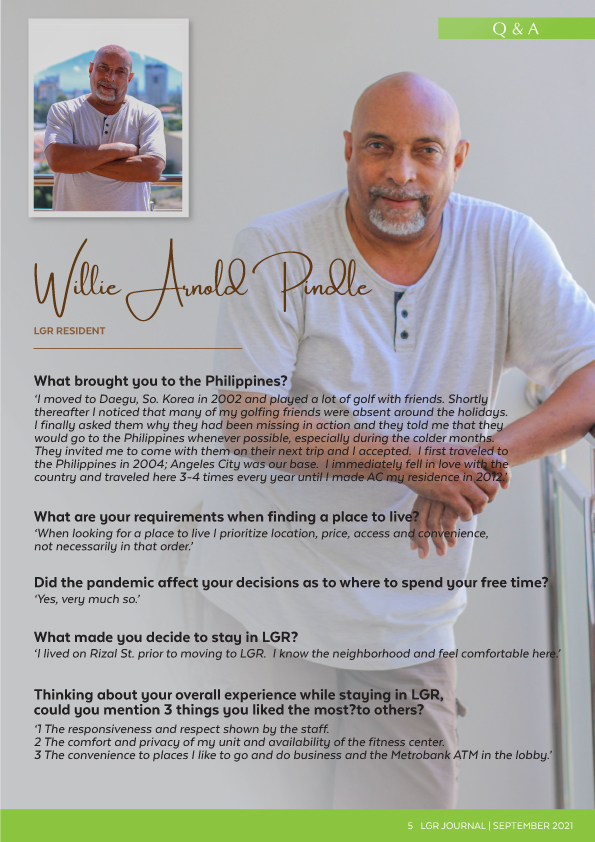 Q & A
Willie Arnold Pindle
LGR RESIDENT
What brought you to the Philippines?
‘I moved to Daegu, So. Korea in 2002 and played a lot of golf with friends. Shortly
thereafter I noticed that many of my golfing friends were absent around the holidays.
I finally asked them why they had been missing in action and they told me that they
would go to the Philippines whenever possible, especially during the colder months.
They invited me to come with them on their next trip and I accepted.  I first traveled to
the Philippines in 2004; Angeles City was our base.  I immediately fell in love with the
country and traveled here 3-4 times every year until I made AC my residence in 2012.’
What are your requirements when finding a place to live?
‘When looking for a place to live I prioritize location, price, access and convenience,
not necessarily in that order.’
Did the pandemic affect your decisions as to where to spend your free time?
‘Yes, very much so.’
What made you decide to stay in LGR?
‘I lived on Rizal St. prior to moving to LGR.  I know the neighborhood and feel comfortable here.’
Thinking about your overall experience while staying in LGR,
could you mention 3 things you liked the most?to others?
‘1 The responsiveness and respect shown by the staff.
2 The comfort and privacy of my unit and availability of the fitness center.
3 The convenience to places I like to go and do business and the Metrobank ATM in the lobby.’
5 LGR JOURNAL | SEPTEMBER 2021